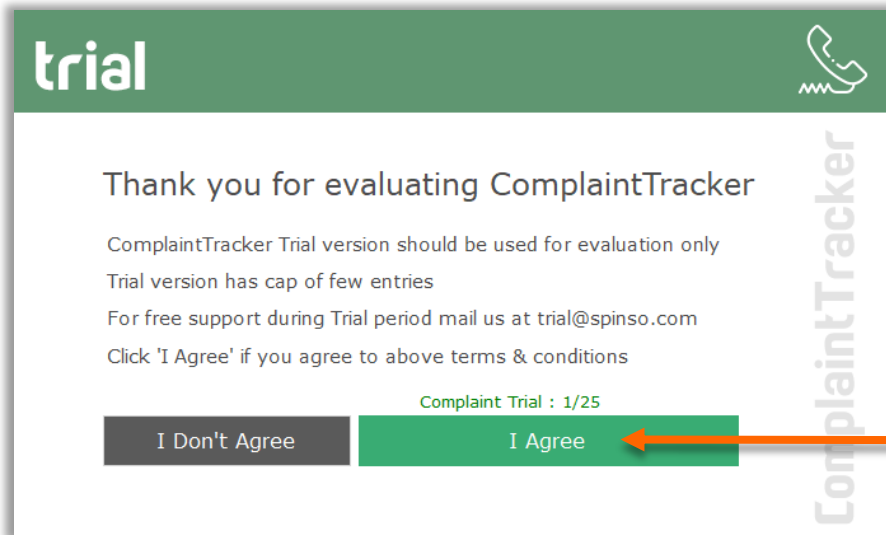 trial
Thank you for evaluating ComplaintTracker
ComplaintTracker Trial version should be used for evaluation only
Trial version has cap of few entries
For free support during Trial period mail us at trial@spinso.com
Click 'I Agree' if you agree to above terms & conditions
Complaint Trial : 1/25
I Don't Agree
I Agree
ComplaintTracker